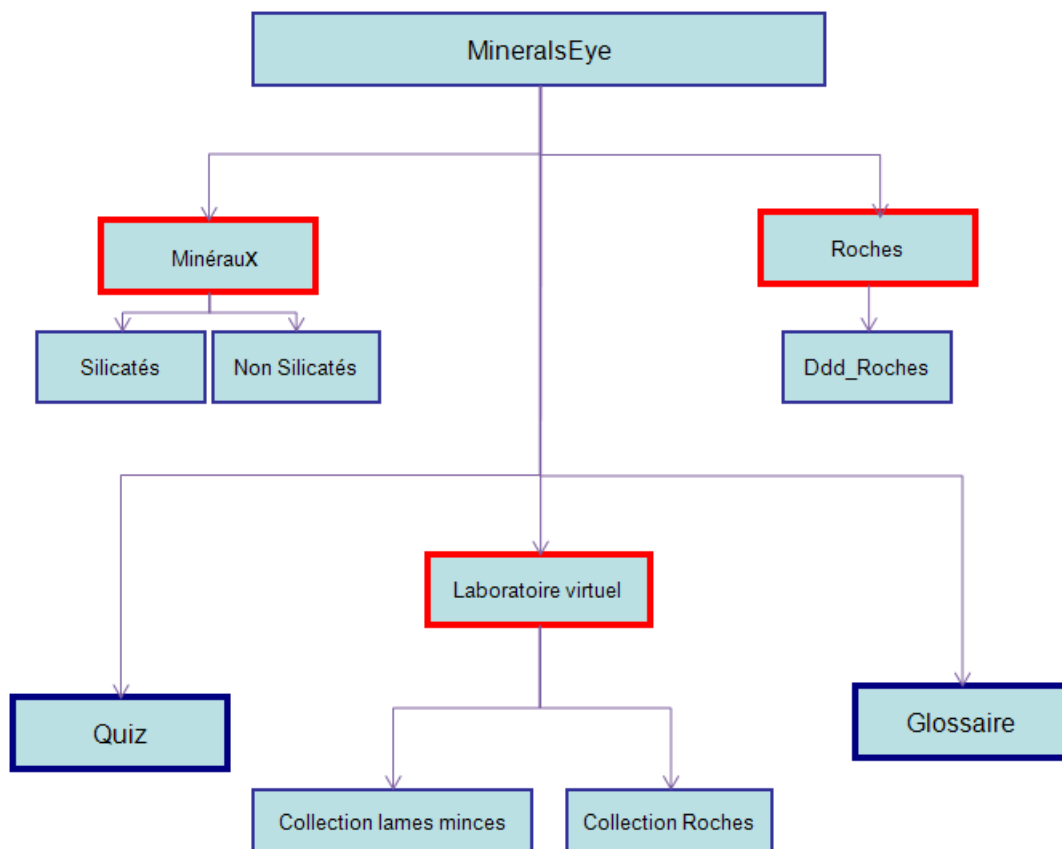 MineralsEye
MinérauX
Roches
Silicatés
Non Silicatés
Ddd_Roches
Laboratoire virtuel
Quiz
Glossaire
Collection lames minces
Collection Roches